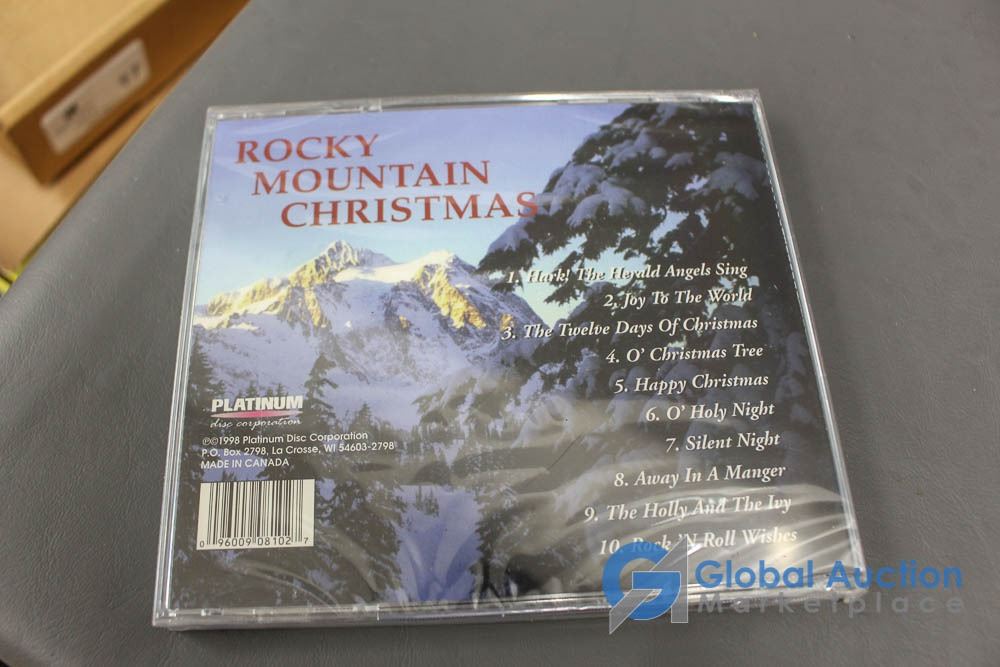 ROCKY
MOUNTAIN
CHRISTMAS
1. Hark! The Herald Angels Sing
2. Joy To The World
3. The Twelve Days Of Christmas
4. O' Christmas Tree
5. Happy Christmas
6. O' Holy Night
7. Silent Night
8. Away In A Manger
9. The Holly And The Ivy
10. Rock 'N Roll Wishes
PLATINUM
disc corporation
℗©1998 Platinum Disc Corporation
P.O. Box 2798, La Crosse, WI 54603-2798
MADE IN CANADA
0 96009 08102 7
Global Auction
Marketplace